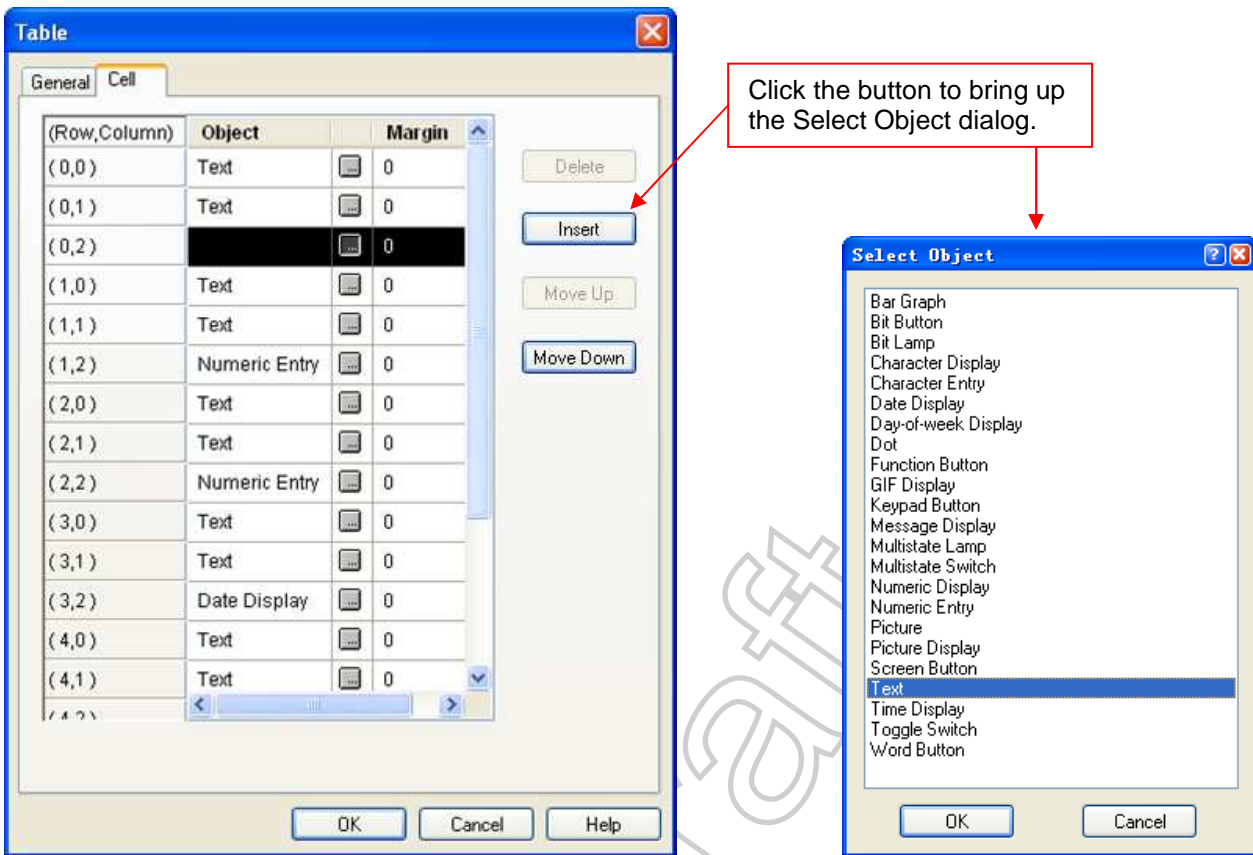 Table
General Cell
(Row,Column) Object Margin
(0,0) Text ... 0
(0,1) Text ... 0
(0,2) ... 0
(1,0) Text ... 0
(1,1) Text ... 0
(1,2) Numeric Entry ... 0
(2,0) Text ... 0
(2,1) Text ... 0
(2,2) Numeric Entry ... 0
(3,0) Text ... 0
(3,1) Text ... 0
(3,2) Date Display ... 0
(4,0) Text ... 0
(4,1) Text ... 0
(4,2)
Delete
Insert
Move Up
Move Down
OK Cancel Help
Click the button to bring up
the Select Object dialog.
Select Object
Bar Graph
Bit Button
Bit Lamp
Character Display
Character Entry
Date Display
Day-of-week Display
Dot
Function Button
GIF Display
Keypad Button
Message Display
Multistate Lamp
Multistate Switch
Numeric Display
Numeric Entry
Picture
Picture Display
Screen Button
Text
Time Display
Toggle Switch
Word Button
OK Cancel